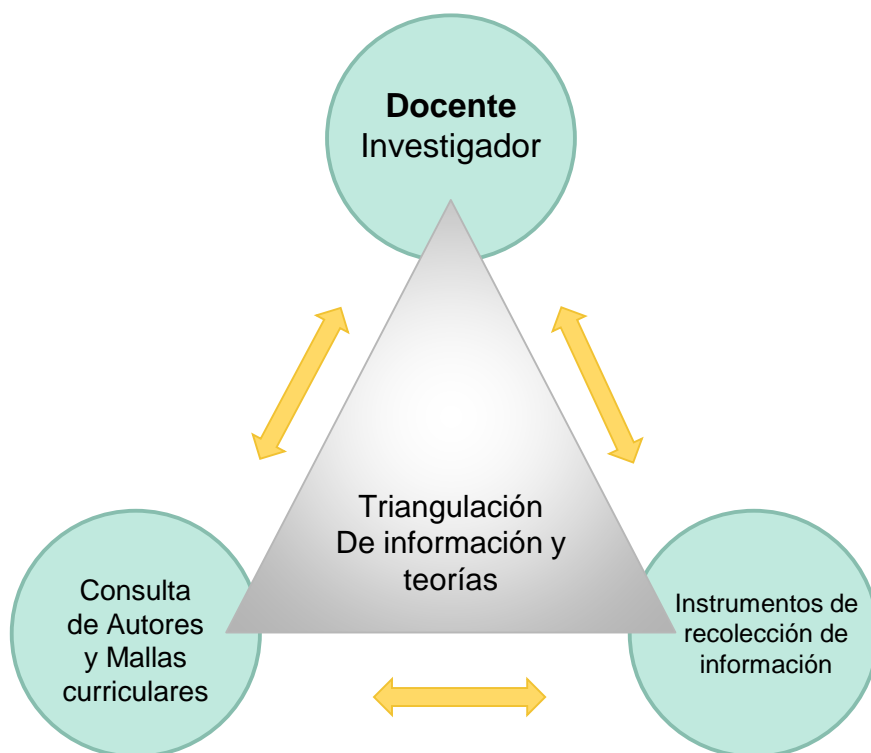 Docente
Investigador
Triangulación
De información y
teorías
Consulta
de Autores
y Mallas
curriculares
Instrumentos de
recolección de
información